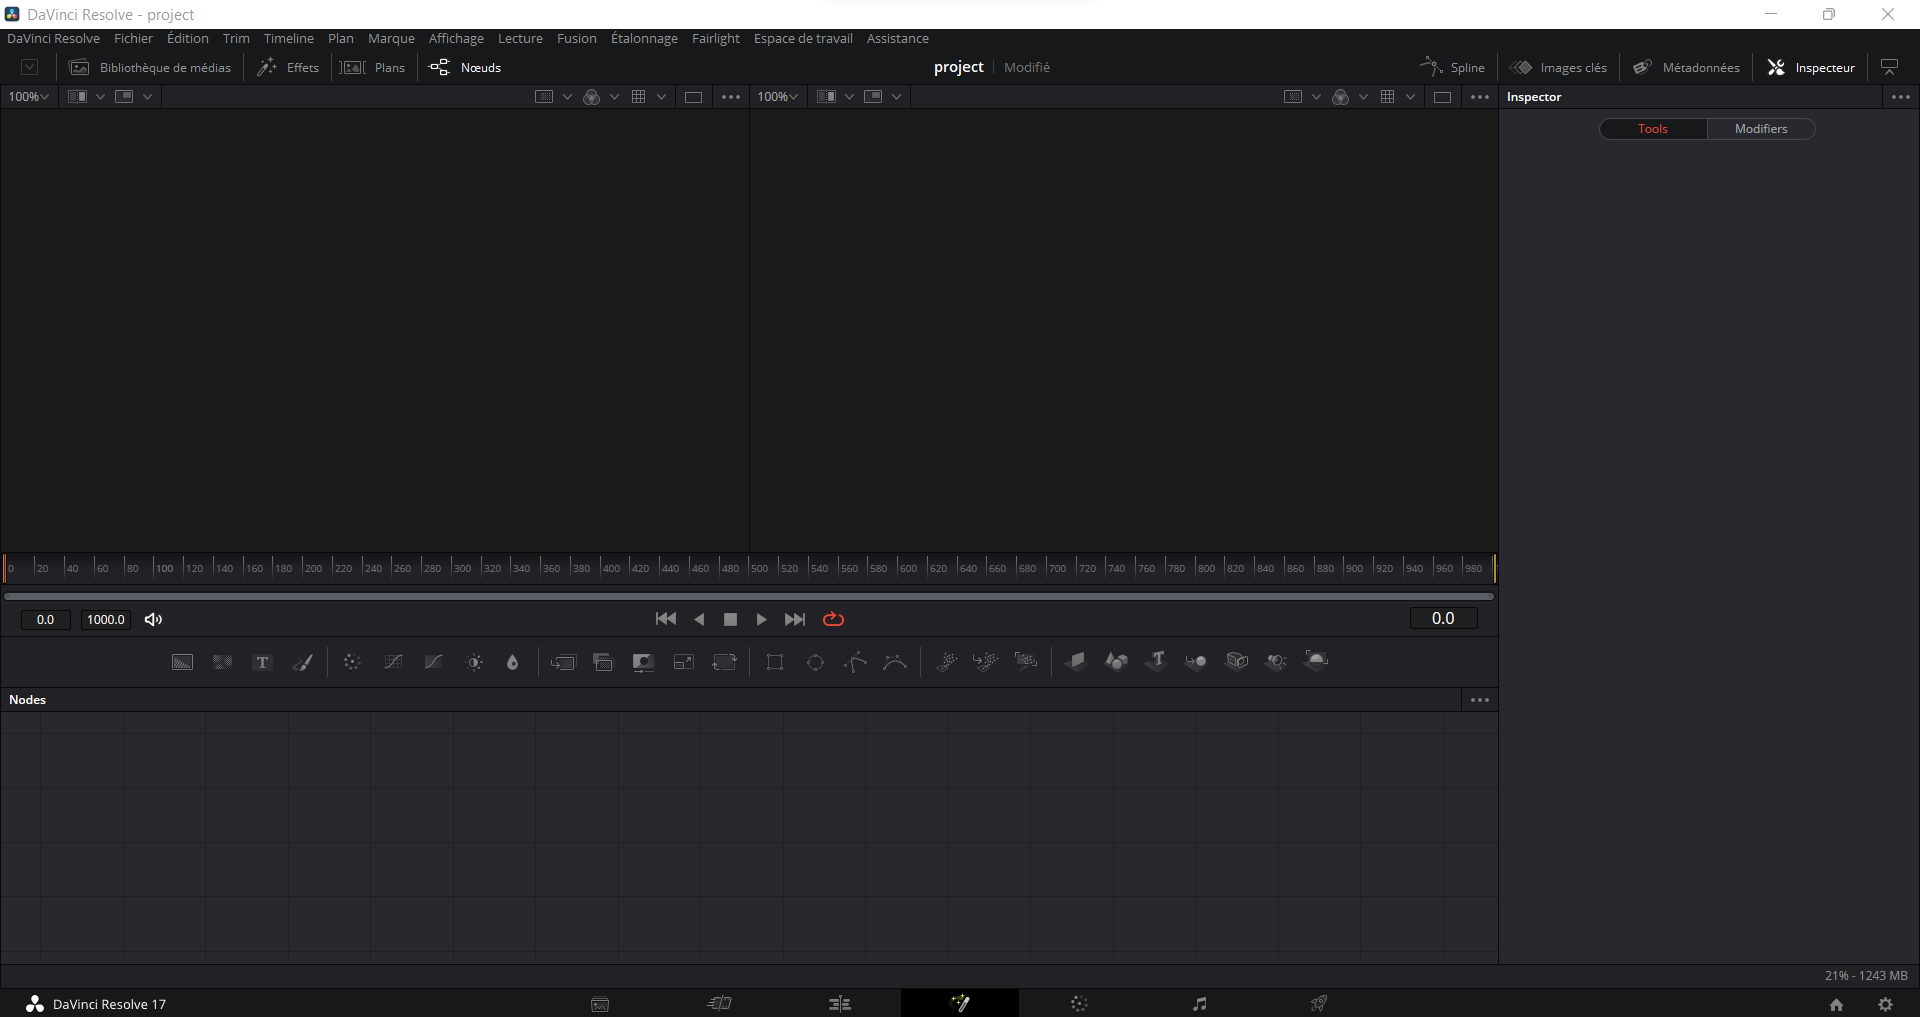 DaVinci Resolve - project
DaVinci Resolve Fichier Édition Trim Timeline Plan Marque Affichage Lecture Fusion Étalonnage Fairlight Espace de travail Assistance
Bibliothèque de médias Effets Plans Nœuds project Modifié Spline Images clés Métadonnées Inspecteur
100% 100% Inspector
Tools Modifiers
0 20 40 60 80 100 120 140 160 180 200 220 240 260 280 300 320 340 360 380 400 420 440 460 480 500 520 540 560 580 600 620 640 660 680 700 720 740 760 780 800 820 840 860 880 900 920 940 960 980
0.0 1000.0 0.0
T T
Nodes
21% - 1243 MB
DaVinci Resolve 17